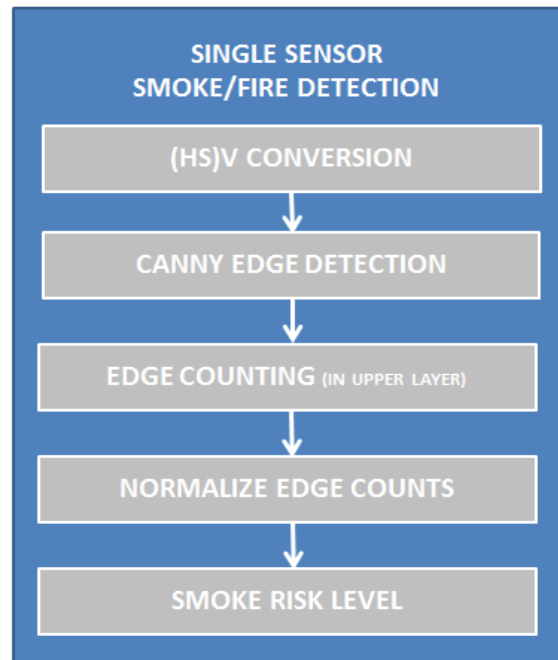 SINGLE SENSOR
SMOKE/FIRE DETECTION
(HS)V CONVERSION
CANNY EDGE DETECTION
EDGE COUNTING (IN UPPER LAYER)
NORMALIZE EDGE COUNTS
SMOKE RISK LEVEL